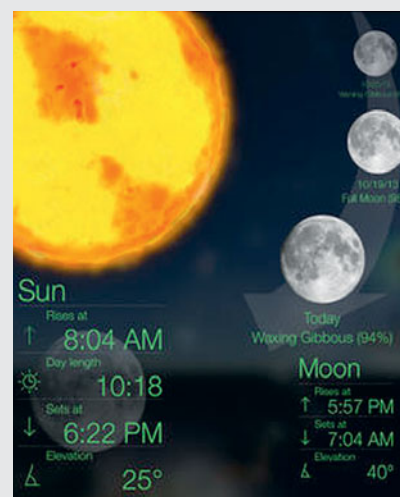 10/19/13
Full Moon
Today
Waxing Gibbous (94%)
Sun
Rises at
8:04 AM
Day length
10:18
Sets at
6:22 PM
Elevation
25°
Moon
Rises at
5:57 PM
Sets at
7:04 AM
Elevation
40°